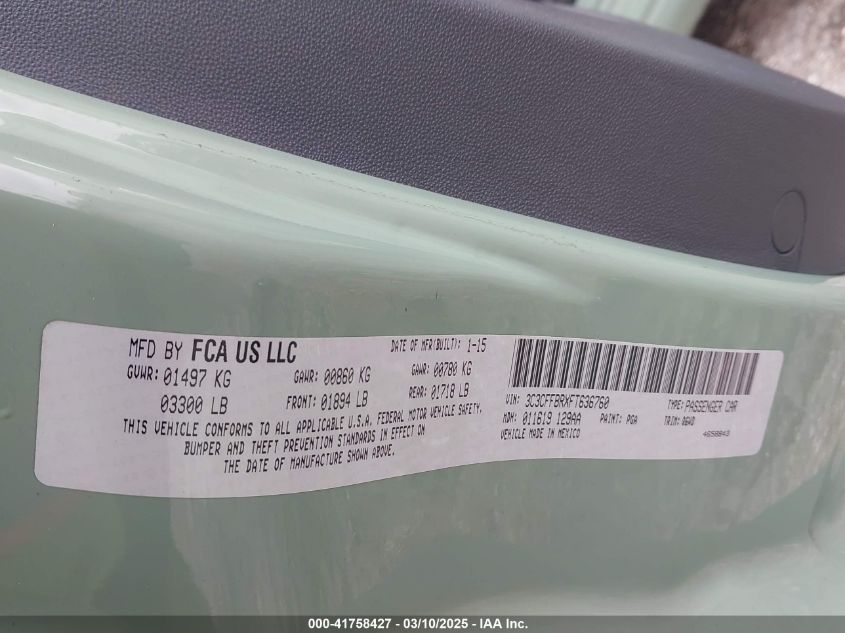 MFD BY FCA US LLC
DATE OF MFR(BUILT): 1-15
GVWR: 01497 KG
GAWR: 00860 KG
GAWR: 00780 KG
03300 LB
FRONT: 01894 LB
REAR: 01718 LB
THIS VEHICLE CONFORMS TO ALL APPLICABLE U.S.A. FEDERAL MOTOR VEHICLE SAFETY,
BUMPER AND THEFT PREVENTION STANDARDS IN EFFECT ON
THE DATE OF MANUFACTURE SHOWN ABOVE.
VIN: 3C3CFFBRXFT636760
TYPE: PASSENGER CAR
MDH: 011619 129AA
PAINT: PGA
TRIM:
VEHICLE MADE IN MEXICO
4658843
000-41758427 - 03/10/2025 - IAA Inc.